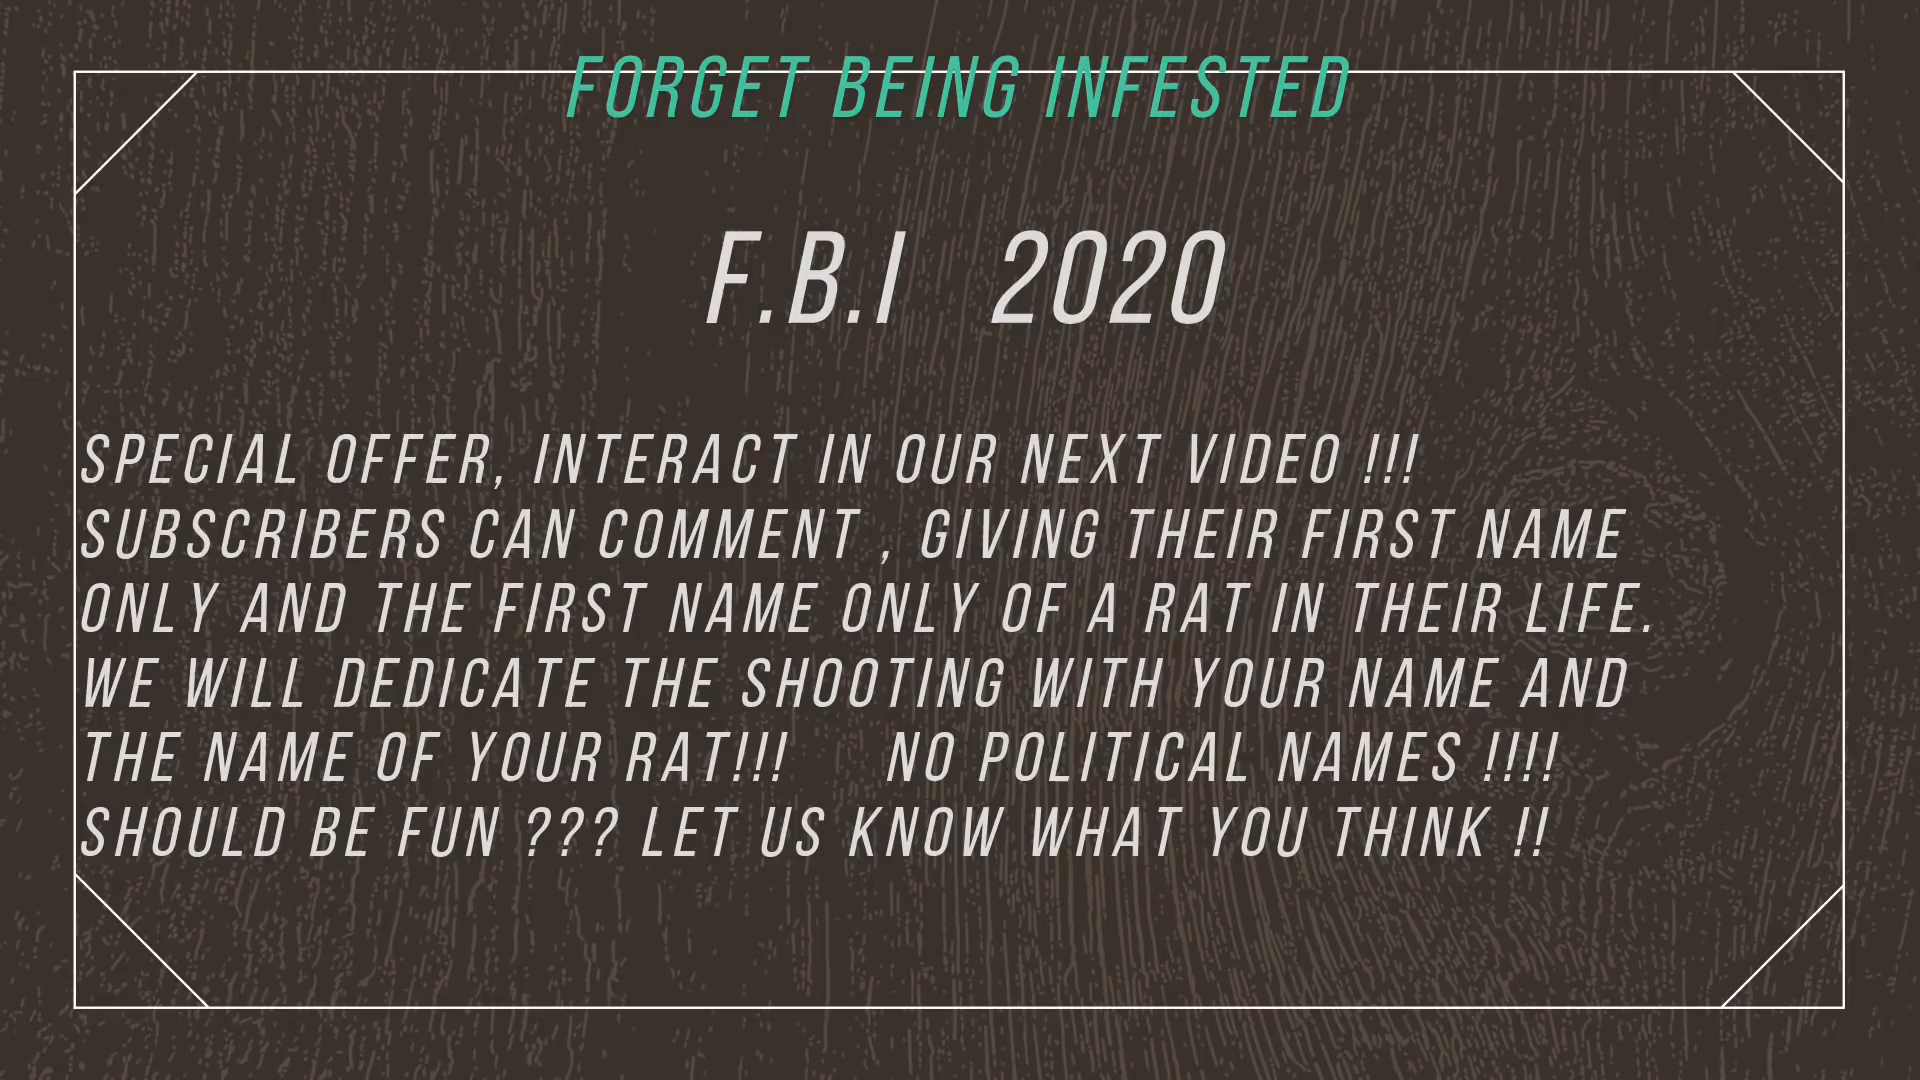 FORGET BEING INFESTED
F.B.I 2020
SPECIAL OFFER, INTERACT IN OUR NEXT VIDEO !!!
SUBSCRIBERS CAN COMMENT , GIVING THEIR FIRST NAME
ONLY AND THE FIRST NAME ONLY OF A RAT IN THEIR LIFE.
WE WILL DEDICATE THE SHOOTING WITH YOUR NAME AND
THE NAME OF YOUR RAT!!! NO POLITICAL NAMES !!!!
SHOULD BE FUN ??? LET US KNOW WHAT YOU THINK !!